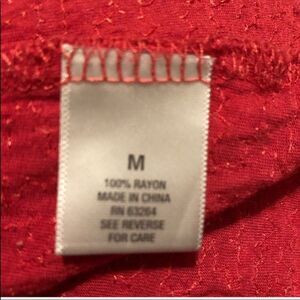 M
100% RAYON
MADE IN CHINA
RN 63264
SEE REVERSE
FOR CARE